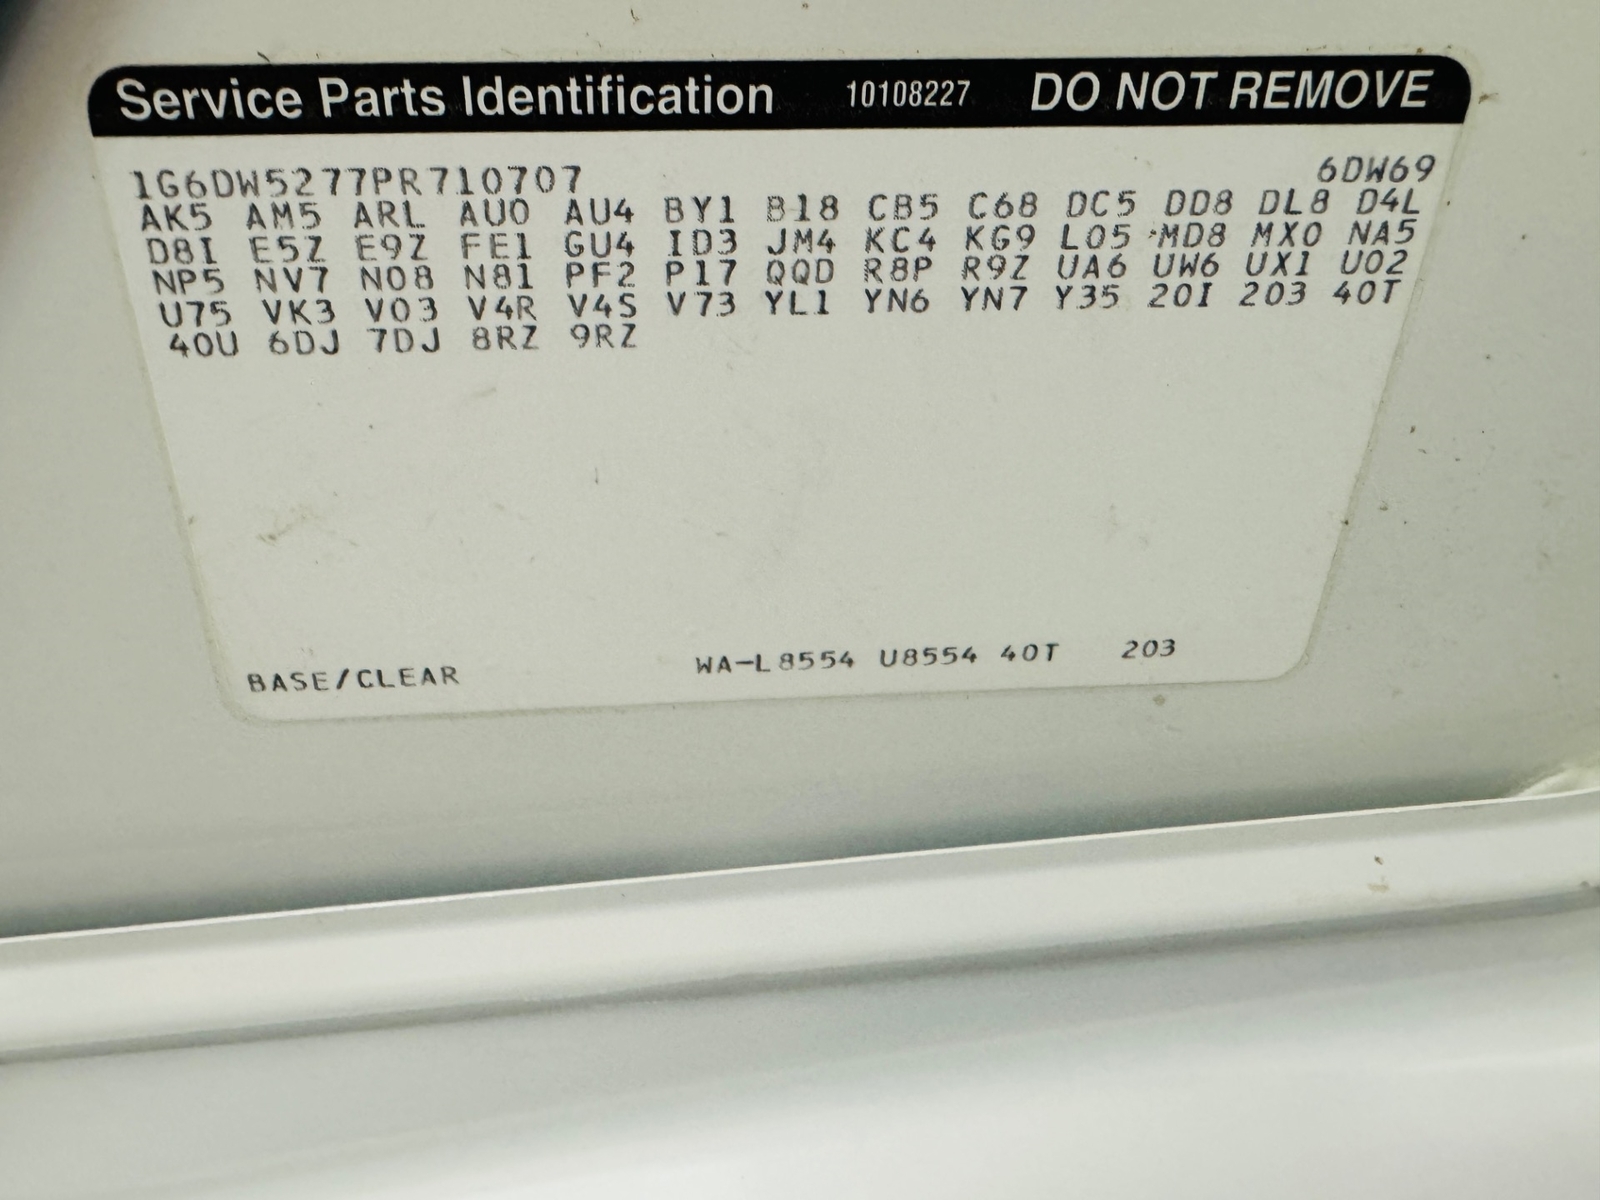 Service Parts Identification 10108227 DO NOT REMOVE
1G6DW5277PR710707 6DW69
AK5 AM5 ARL AU0 AU4 BY1 B18 CB5 C68 DC5 DD8 DL8 D4L
D8I E5Z E9Z FE1 GU4 ID3 JM4 KC4 KG9 L05 MD8 MX0 NA5
NP5 NV7 N08 N81 PF2 P17 QQD R8P R9Z UA6 UW6 UX1 U02
U75 VK3 V03 V4R V4S V73 YL1 YN6 YN7 Y35 20I 203 40T
40U 6DJ 7DJ 8RZ 9RZ
BASE/CLEAR WA-L8554 U8554 40T 203